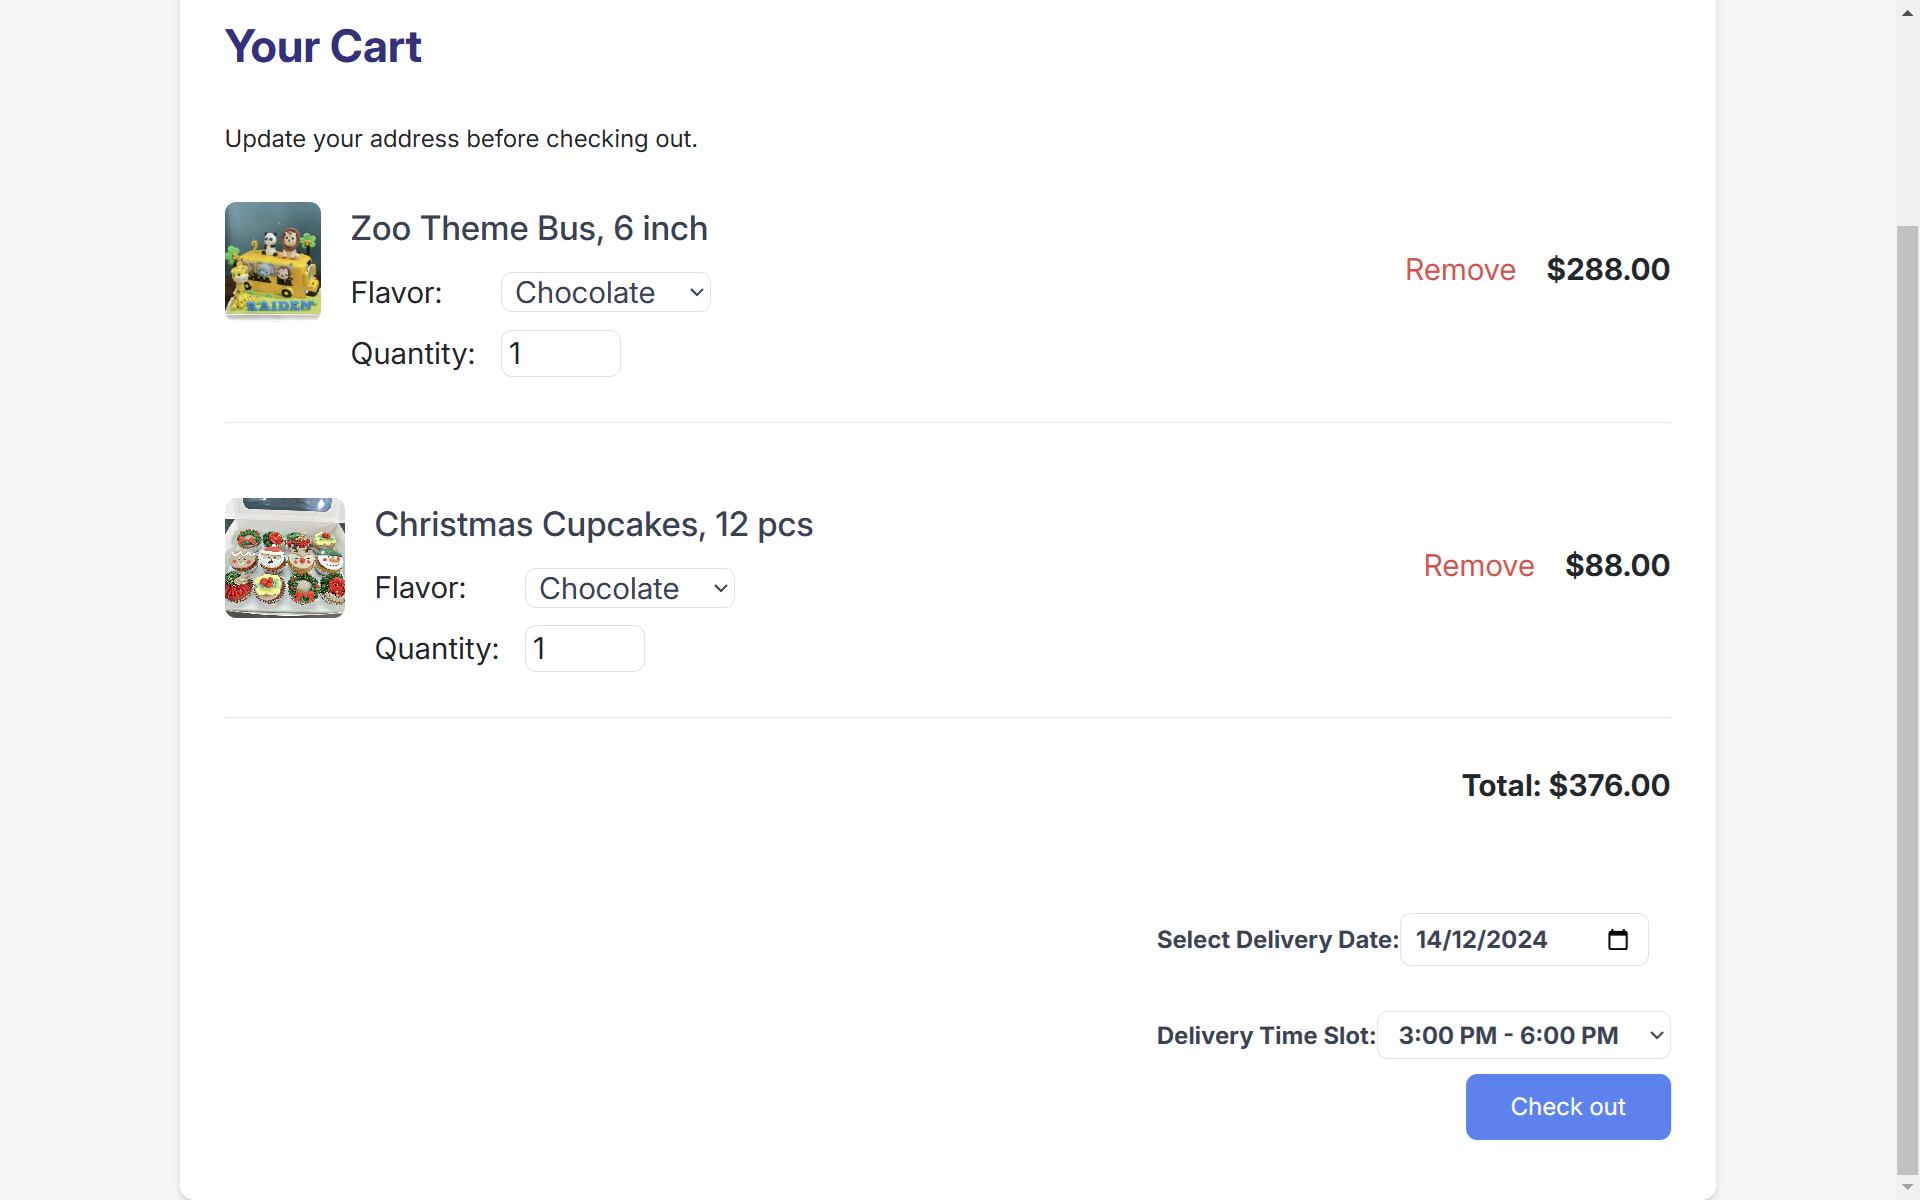 Your Cart
Update your address before checking out.
Zoo Theme Bus, 6 inch
Remove $288.00
Flavor: Chocolate
Quantity: 1
RAIDEN
Christmas Cupcakes, 12 pcs
Remove $88.00
Flavor: Chocolate
Quantity: 1
Total: $376.00
Select Delivery Date: 14/12/2024
Delivery Time Slot: 3:00 PM - 6:00 PM
Check out